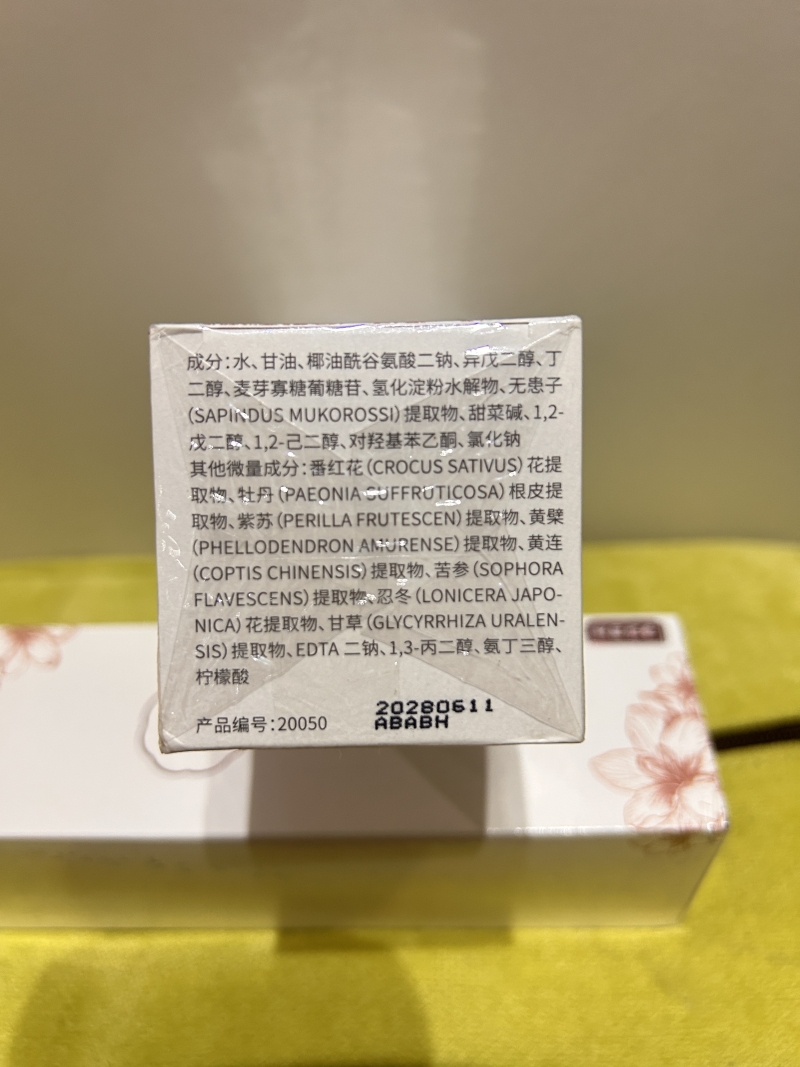 成分：水、甘油、椰油酰谷氨酸二钠、异戊二醇、丁
二醇、麦芽寡糖葡糖苷、氢化淀粉水解物、无患子
（SAPINDUS MUKOROSSI）提取物、甜菜碱、1,2-
戊二醇、1,2-己二醇、对羟基苯乙酮、氯化钠
其他微量成分：番红花（CROCUS SATIVUS）花提
取物、牡丹（PAEONIA SUFFRUTICOSA）根皮提
取物、紫苏（PERILLA FRUTESCEN）提取物、黄檗
（PHELLODENDRON AMURENSE）提取物、黄连
（COPTIS CHINENSIS）提取物、苦参（SOPHORA
FLAVESCENS）提取物、忍冬（LONICERA JAPO-
NICA）花提取物、甘草（GLYCYRRHIZA URALEN-
SIS）提取物、EDTA 二钠、1,3-丙二醇、氨丁三醇、
柠檬酸
产品编号：20050
20280611
ABABH